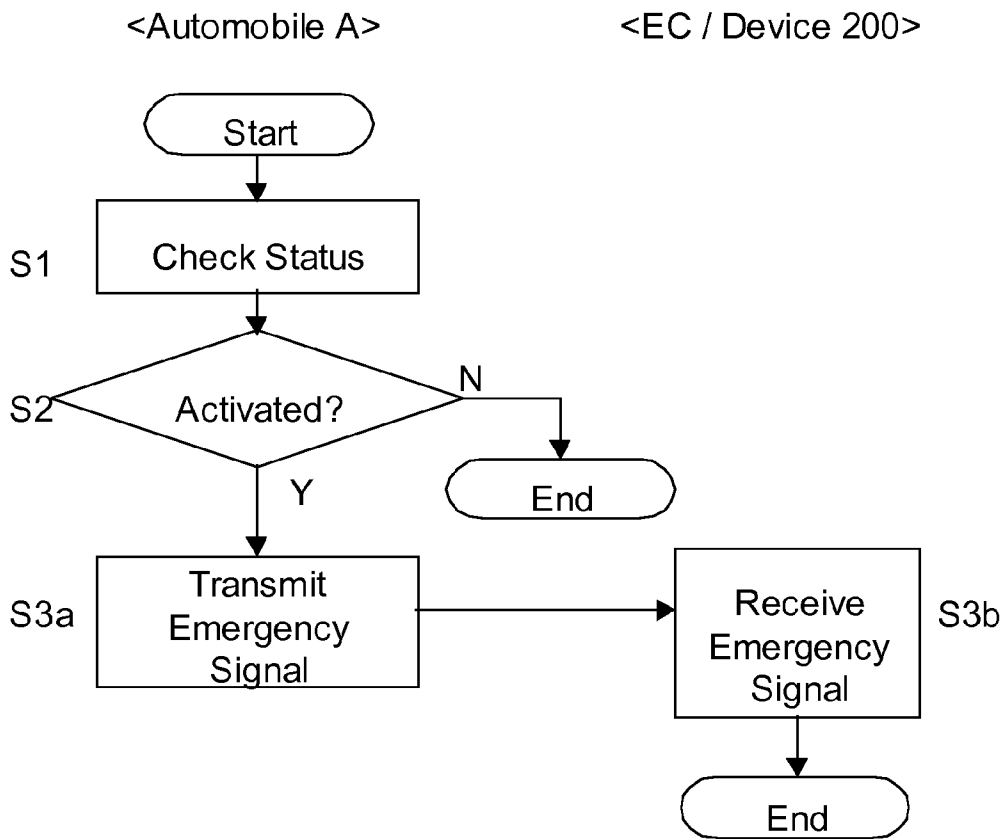 <Automobile A>
<EC / Device 200>
Start
S1
Check Status
S2
Activated?
N
Y
End
S3a
Transmit
Emergency
Signal
Receive
Emergency
Signal
S3b
End